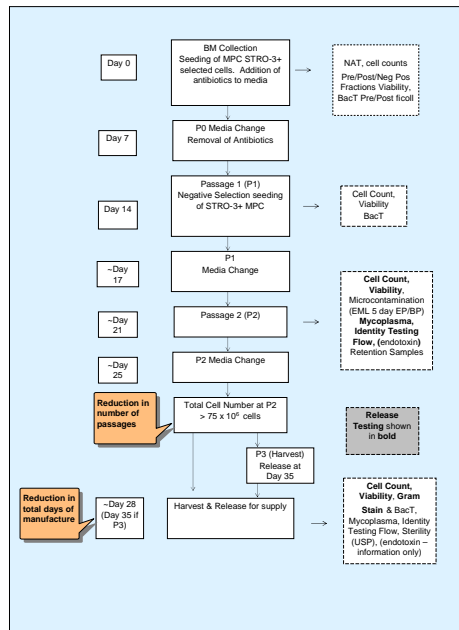 Day 0
BM Collection
Seeding of MPC STRO-3+
selected cells. Addition of
antibiotics to media
NAT, cell counts
Pre/Post/Neg Pos
Fractions Viability,
BacT Pre/Post ficoll
Day 7
P0 Media Change
Removal of Antibiotics
Day 14
Passage 1 (P1)
Negative Selection seeding
of STRO-3+ MPC
Cell Count,
Viability
BacT
~Day
17
P1
Media Change
~Day
21
Passage 2 (P2)
Cell Count,
Viability,
Microcontamination
(EML 5 day EP/BP)
Mycoplasma,
Identity Testing
Flow, (endotoxin)
Retention Samples
~Day
25
P2 Media Change
Reduction in
number of
passages
Total Cell Number at P2
> 75 x 10⁶ cells
Release
Testing shown
in bold
P3 (Harvest)
Release at
Day 35
Reduction in
total days of
manufacture
~Day 28
(Day 35 if
P3)
Harvest & Release for supply
Cell Count,
Viability, Gram
Stain & BacT,
Mycoplasma, Identity
Testing Flow, Sterility
(USP), (endotoxin –
information only)